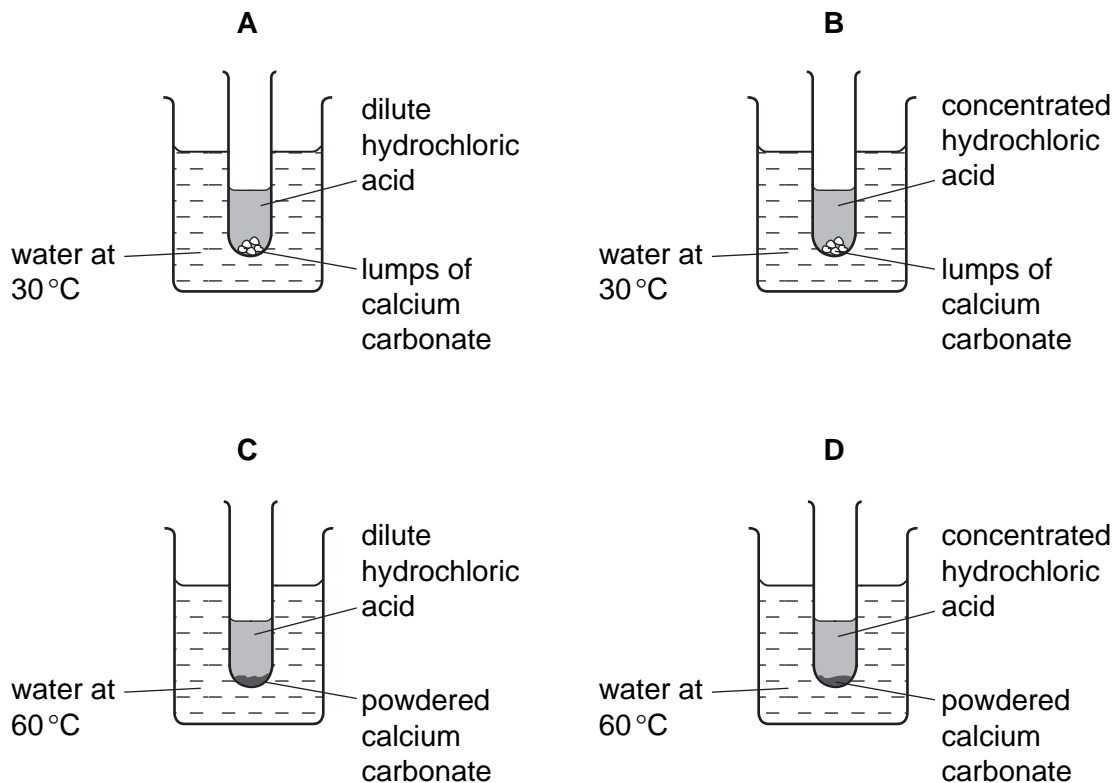 A
dilute
hydrochloric
acid
water at
30 °C
lumps of
calcium
carbonate
B
concentrated
hydrochloric
acid
water at
30 °C
lumps of
calcium
carbonate
C
dilute
hydrochloric
acid
water at
60 °C
powdered
calcium
carbonate
D
concentrated
hydrochloric
acid
water at
60 °C
powdered
calcium
carbonate